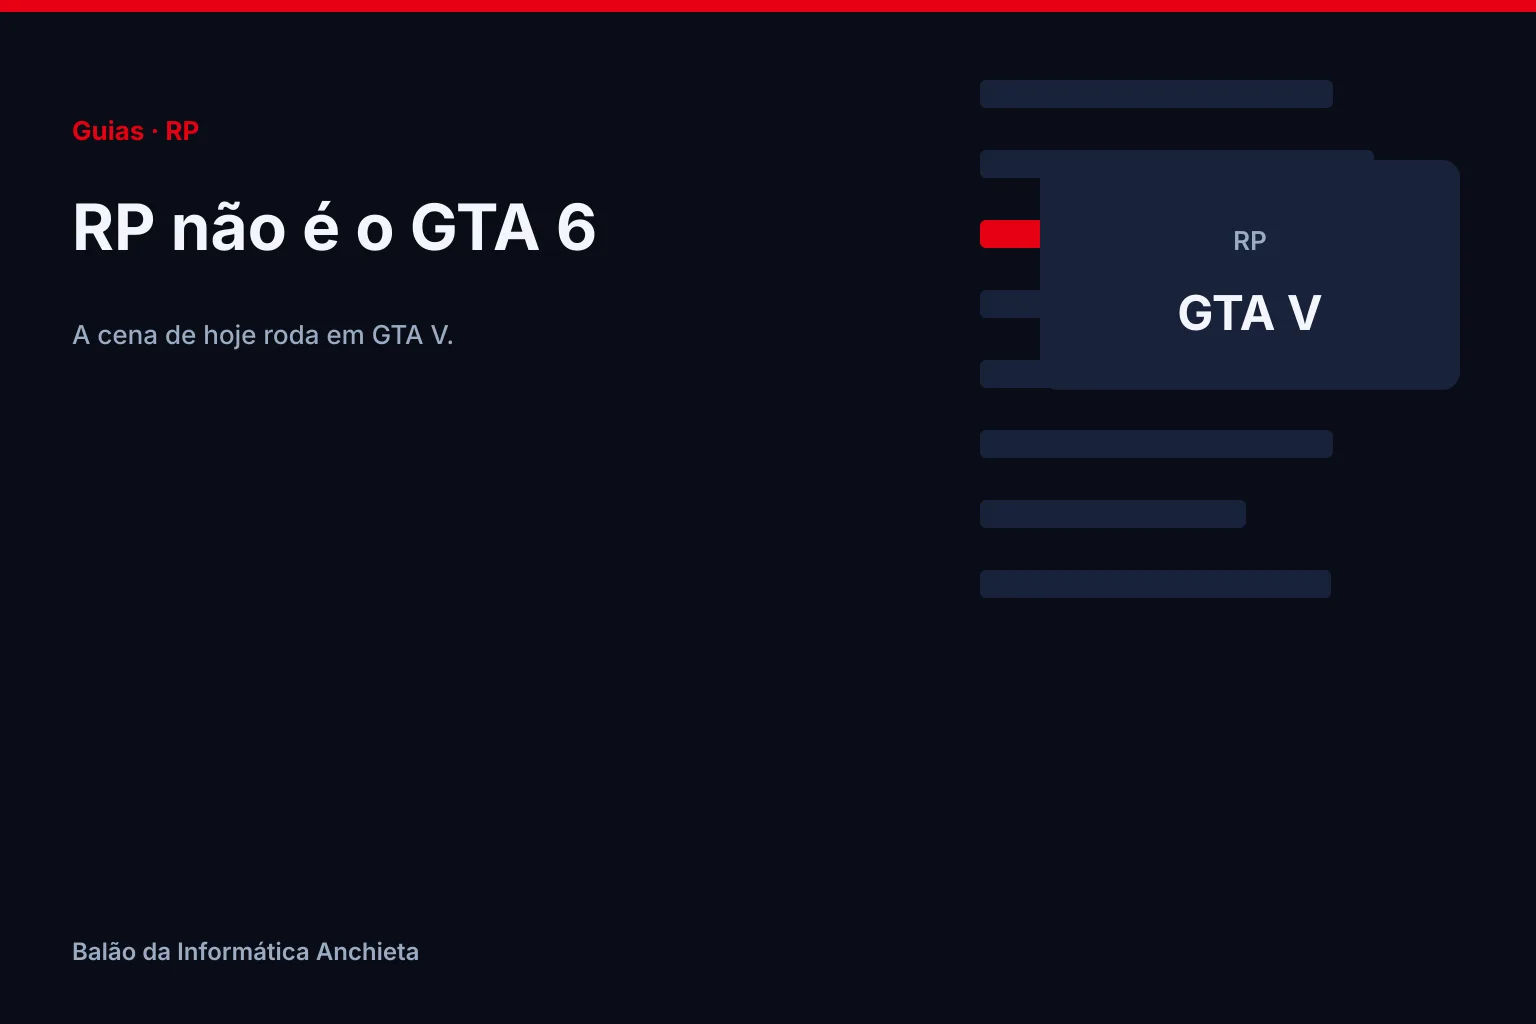 Guias · RP
RP não é o GTA 6
A cena de hoje roda em GTA V.
RP
GTA V
Balão da Informática Anchieta